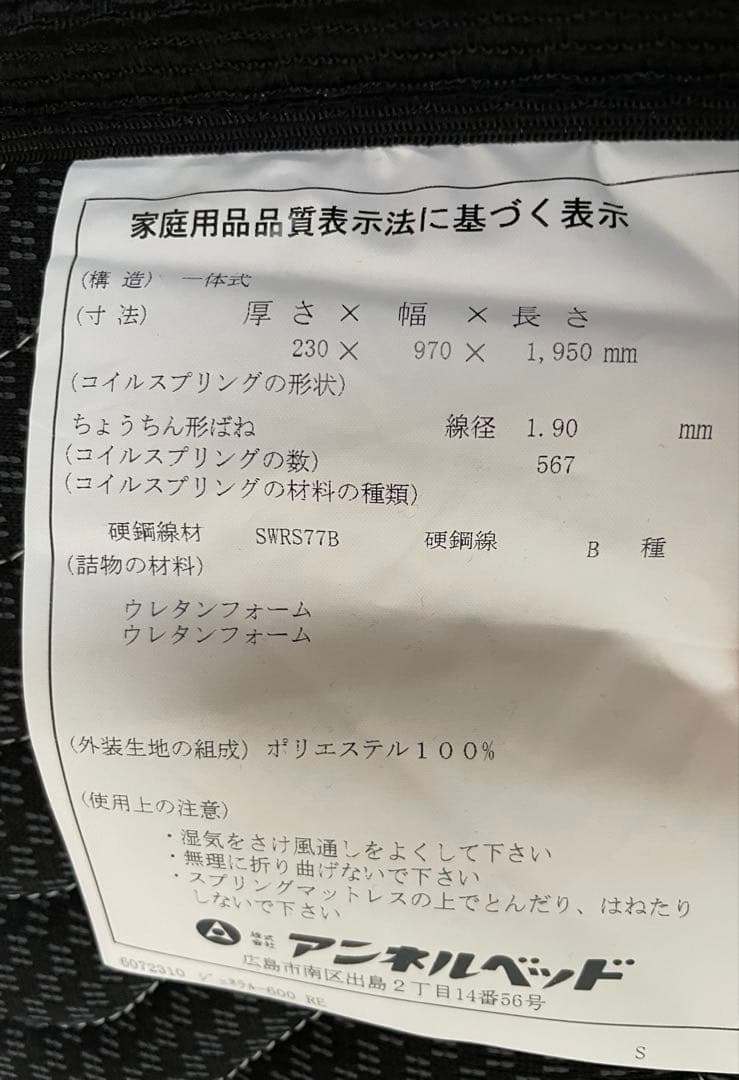 家庭用品品質表示法に基づく表示
(構 造) 一体式
(寸 法) 厚 さ × 幅 × 長 さ
230 × 970 × 1,950 mm
(コイルスプリングの形状)
ちょうちん形ばね 線径 1.90 mm
(コイルスプリングの数) 567
(コイルスプリングの材料の種類)
硬鋼線材 SWRS77B 硬鋼線 B 種
(詰物の材料)
ウレタンフォーム
ウレタンフォーム
(外装生地の組成) ポリエステル100%
(使用上の注意)
・湿気をさけ風通しをよくして下さい
・無理に折り曲げないで下さい
・スプリングマットレスの上でとんだり、はねたり
しないで下さい
株式会社 アンネルベッド
広島市南区出島2丁目14番56号
6072310 ジェネラル-600 RE
S